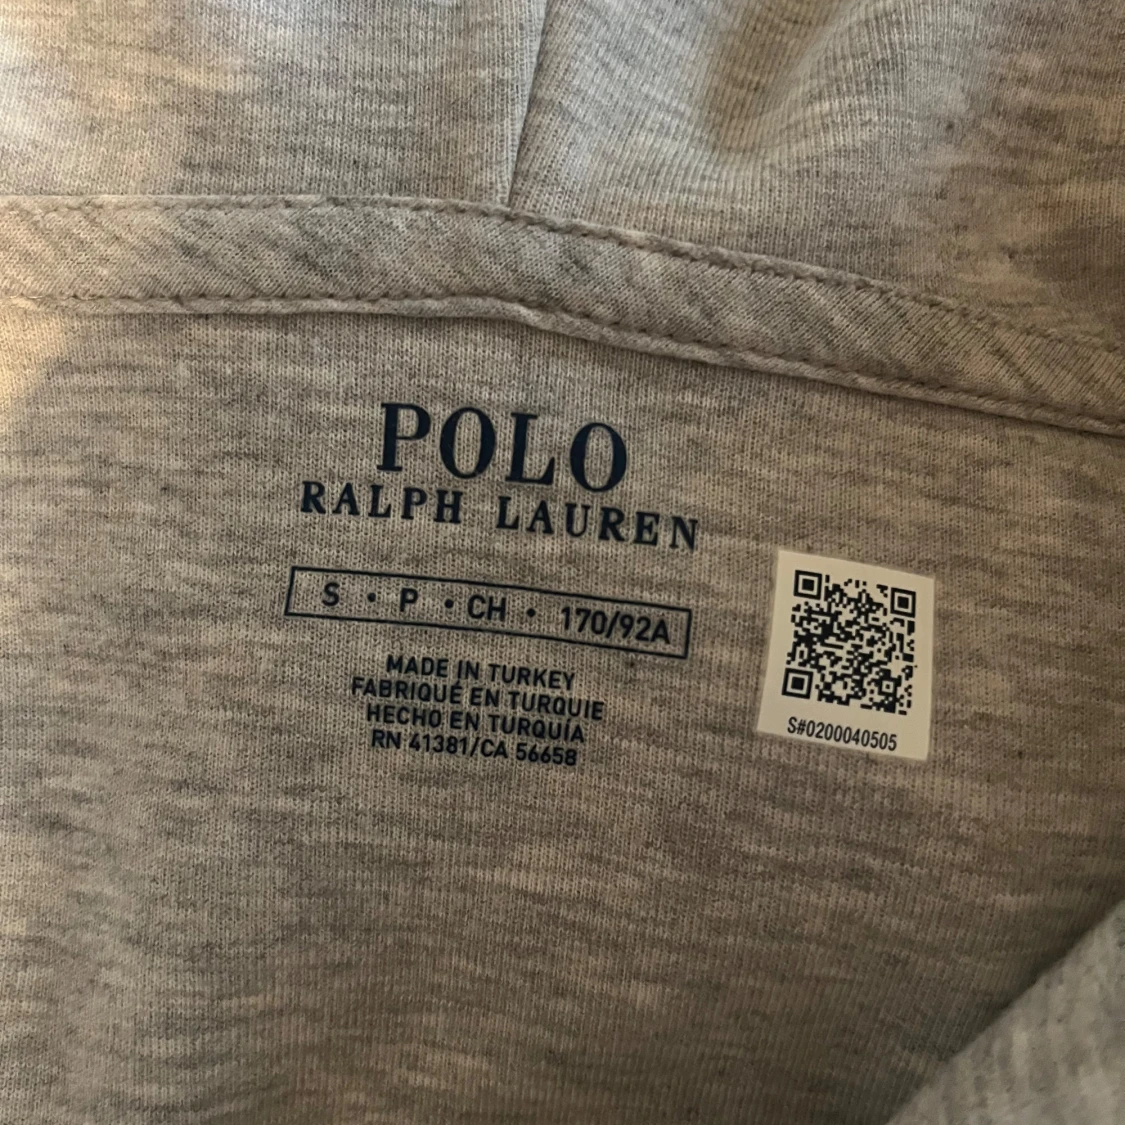 POLO
RALPH LAUREN
S • P • CH • 170/92A
MADE IN TURKEY
FABRIQUÉ EN TURQUIE
HECHO EN TURQUÍA
RN 41381/CA 56658
S#0200040505